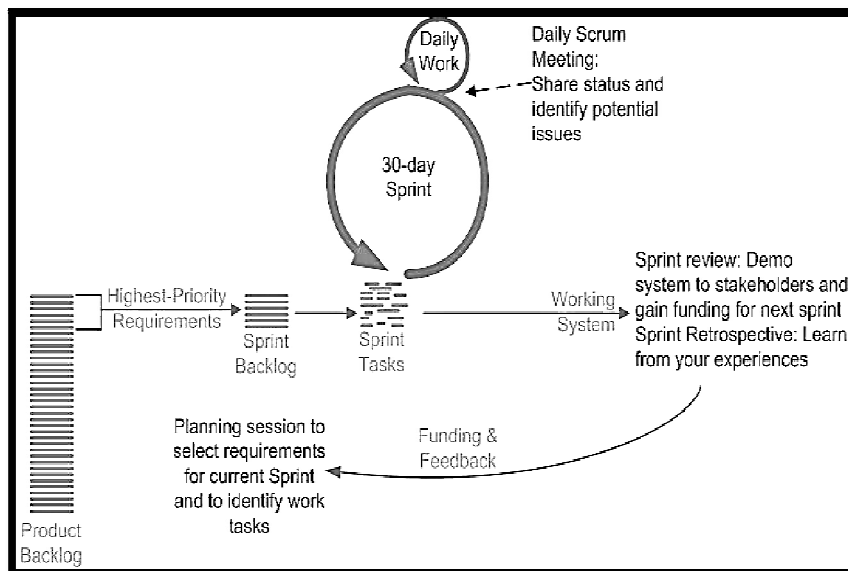 Daily
Work
Daily Scrum
Meeting:
Share status and
identify potential
issues
30-day
Sprint
Highest-Priority
Requirements
Sprint
Backlog
Sprint
Tasks
Working
System
Sprint review: Demo
system to stakeholders and
gain funding for next sprint
Sprint Retrospective: Learn
from your experiences
Planning session to
select requirements
for current Sprint
and to identify work
tasks
Funding &
Feedback
Product
Backlog